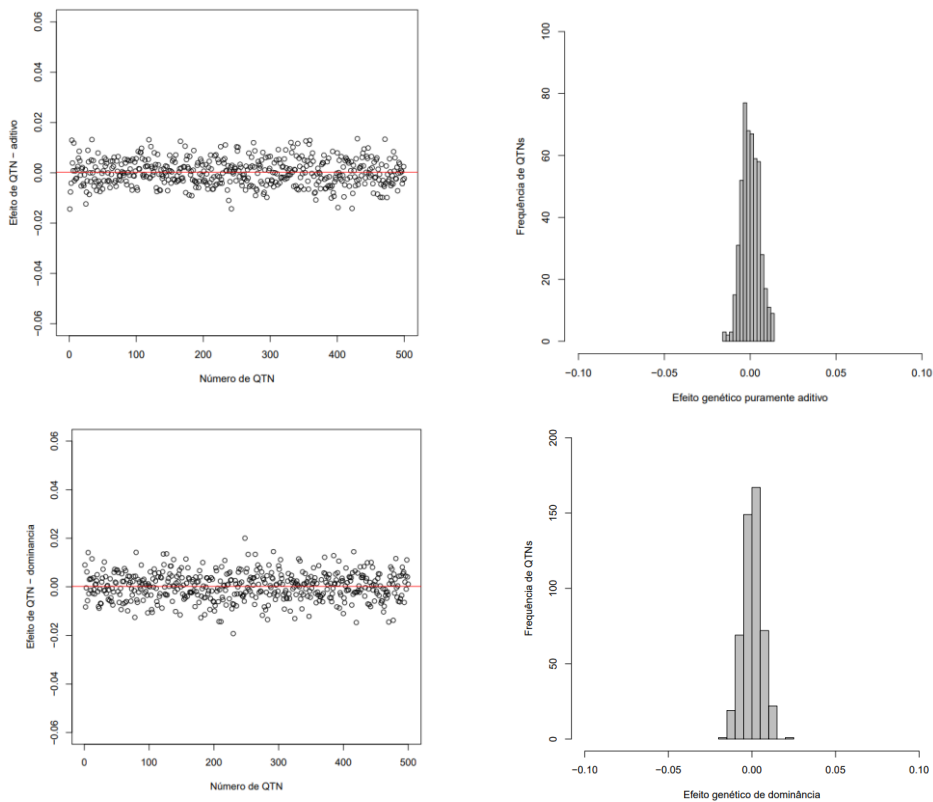 Efeito de QTN − aditivo
0.06
0.04
0.02
0.00
−0.02
−0.04
−0.06
0 100 200 300 400 500
Número de QTN
Frequência de QTNs
100
80
60
40
20
0
−0.10 −0.05 0.00 0.05 0.10
Efeito genético puramente aditivo
Efeito de QTN − dominancia
0.06
0.04
0.02
0.00
−0.02
−0.04
−0.06
0 100 200 300 400 500
Número de QTN
Frequência de QTNs
200
150
100
50
0
−0.10 −0.05 0.00 0.05 0.10
Efeito genético de dominância